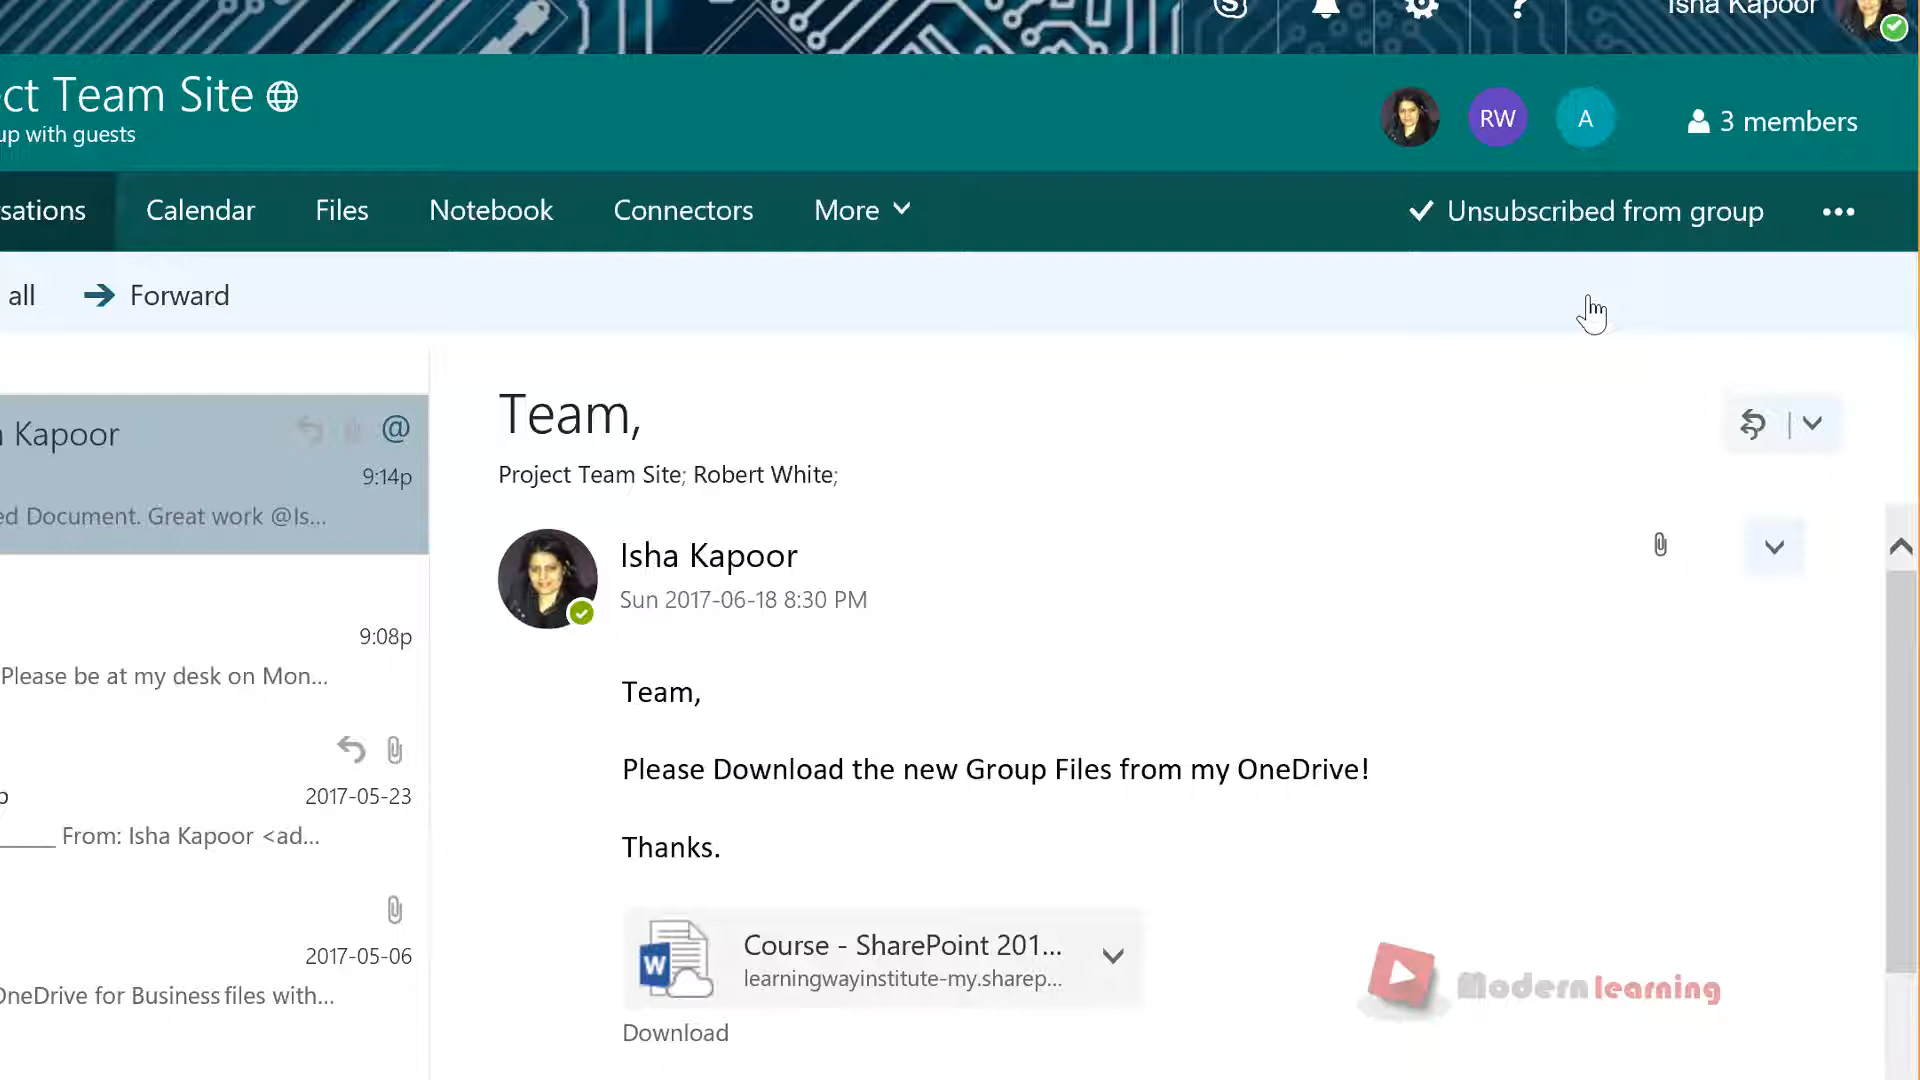 Isha Kapoor
ct Team Site
up with guests
RW
A
3 members
sations
Calendar
Files
Notebook
Connectors
More
Unsubscribed from group
all
Forward
Kapoor
@
9:14p
ed Document. Great work @Is...
9:08p
Please be at my desk on Mon...
2017-05-23
From: Isha Kapoor <ad...
2017-05-06
OneDrive for Business files with...
Team,
Project Team Site; Robert White;
Isha Kapoor
Sun 2017-06-18 8:30 PM
Team,
Please Download the new Group Files from my OneDrive!
Thanks.
W
Course - SharePoint 201...
learningwayinstitute-my.sharep...
Download
Modern learning